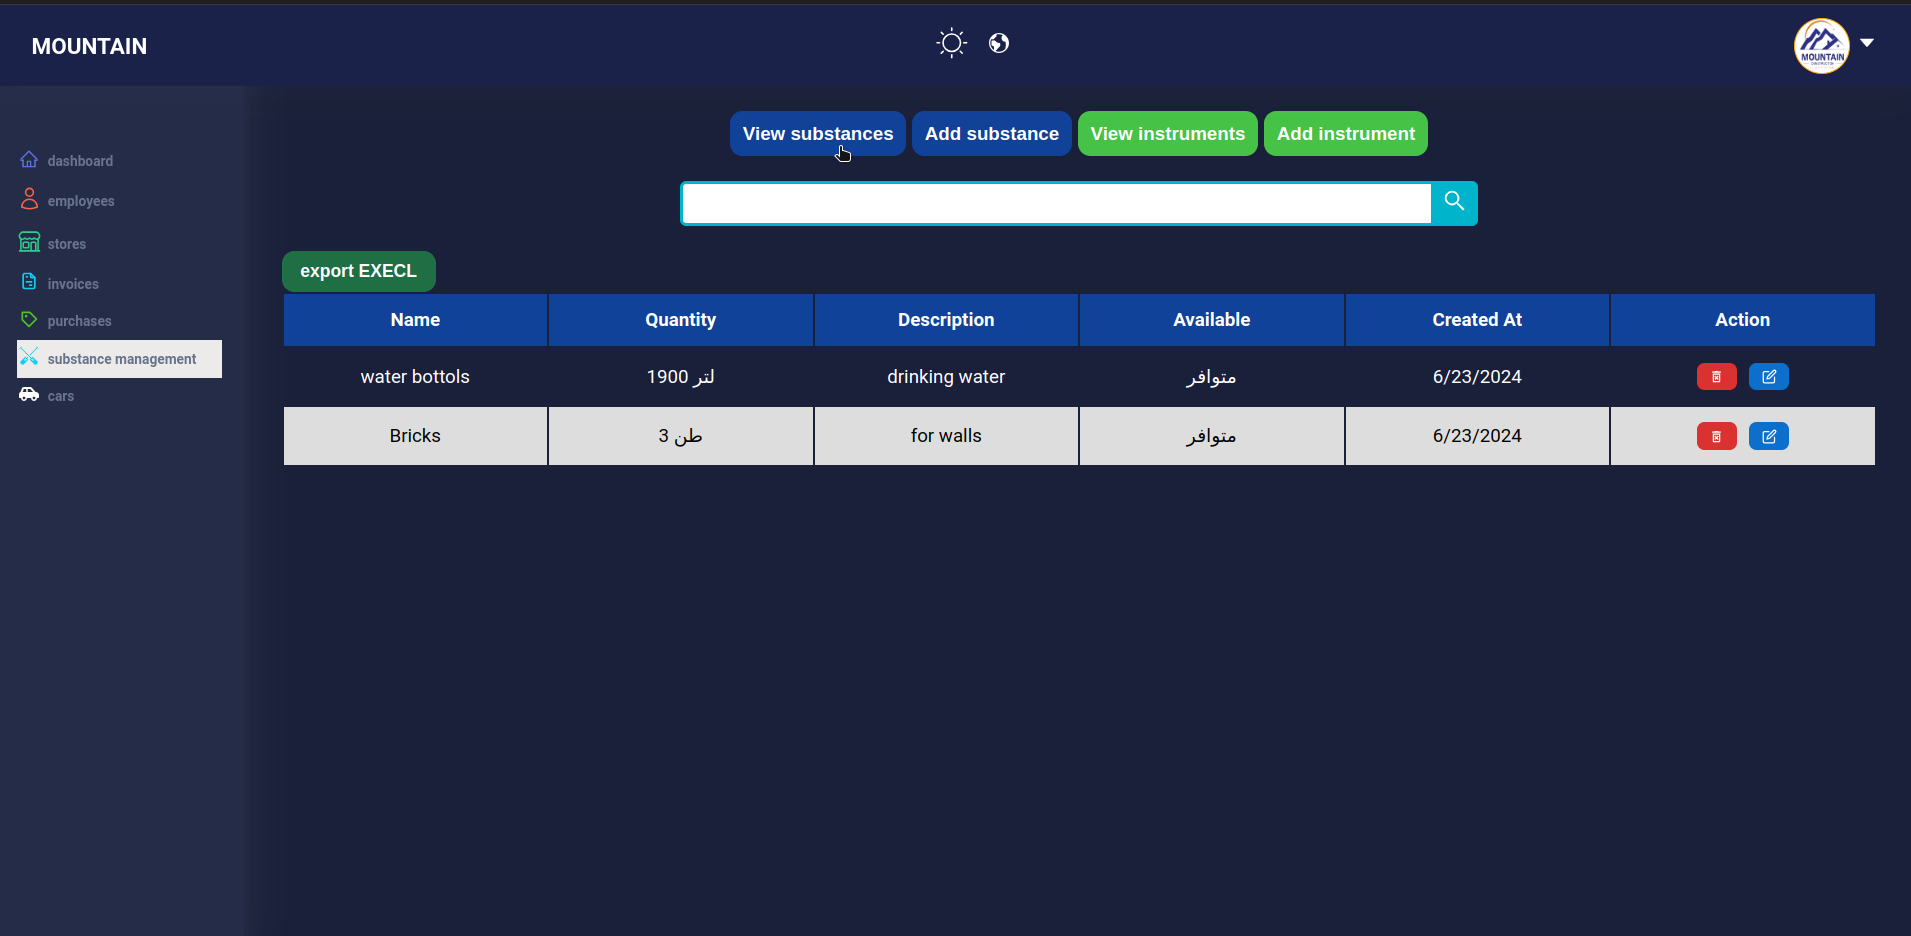 MOUNTAIN
MOUNTAIN
dashboard
employees
stores
invoices
purchases
substance management
cars
View substances Add substance View instruments Add instrument
export EXECL
Name Quantity Description Available Created At Action
water bottols 1900 لتر drinking water متوافر 6/23/2024
Bricks 3 طن for walls متوافر 6/23/2024